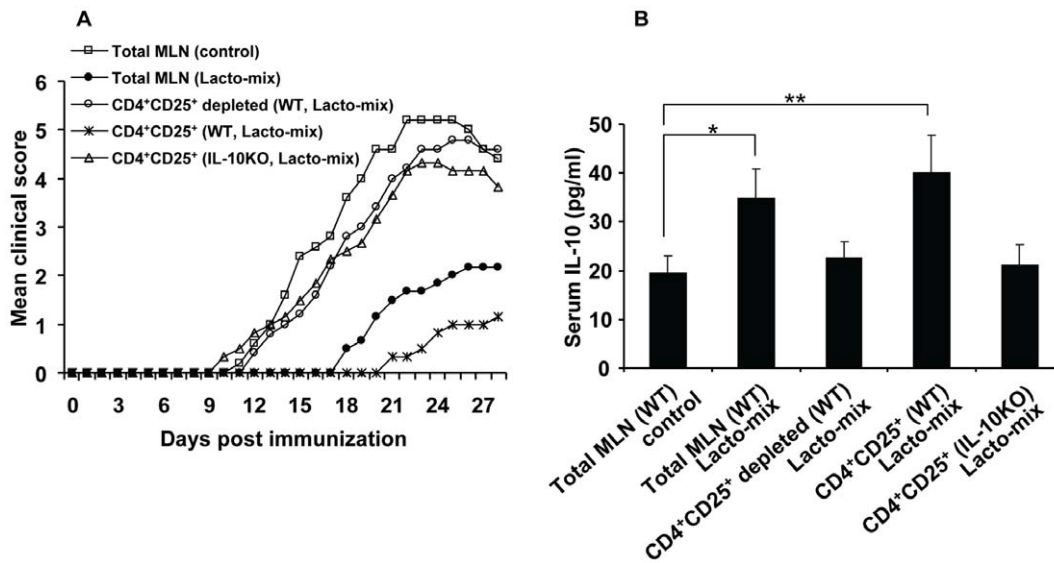 A
Total MLN (control)
Total MLN (Lacto-mix)
CD4⁺CD25⁺ depleted (WT, Lacto-mix)
CD4⁺CD25⁺ (WT, Lacto-mix)
CD4⁺CD25⁺ (IL-10KO, Lacto-mix)
Mean clinical score
6
5
4
3
2
1
0
0 3 6 9 12 15 18 21 24 27
Days post immunization
B
**
*
Serum IL-10 (pg/ml)
50
40
30
20
10
0
Total MLN (WT)
control
Total MLN (WT)
Lacto-mix
CD4⁺CD25⁺ depleted (WT)
Lacto-mix
CD4⁺CD25⁺ (WT)
Lacto-mix
CD4⁺CD25⁺ (IL-10KO)
Lacto-mix